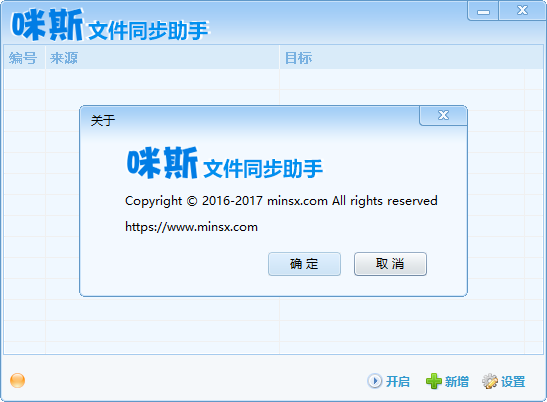 咪斯 文件同步助手
编号 来源 目标
关于
咪斯 文件同步助手
Copyright © 2016-2017 minsx.com All rights reserved
https://www.minsx.com
确 定 取 消
开启 新增 设置